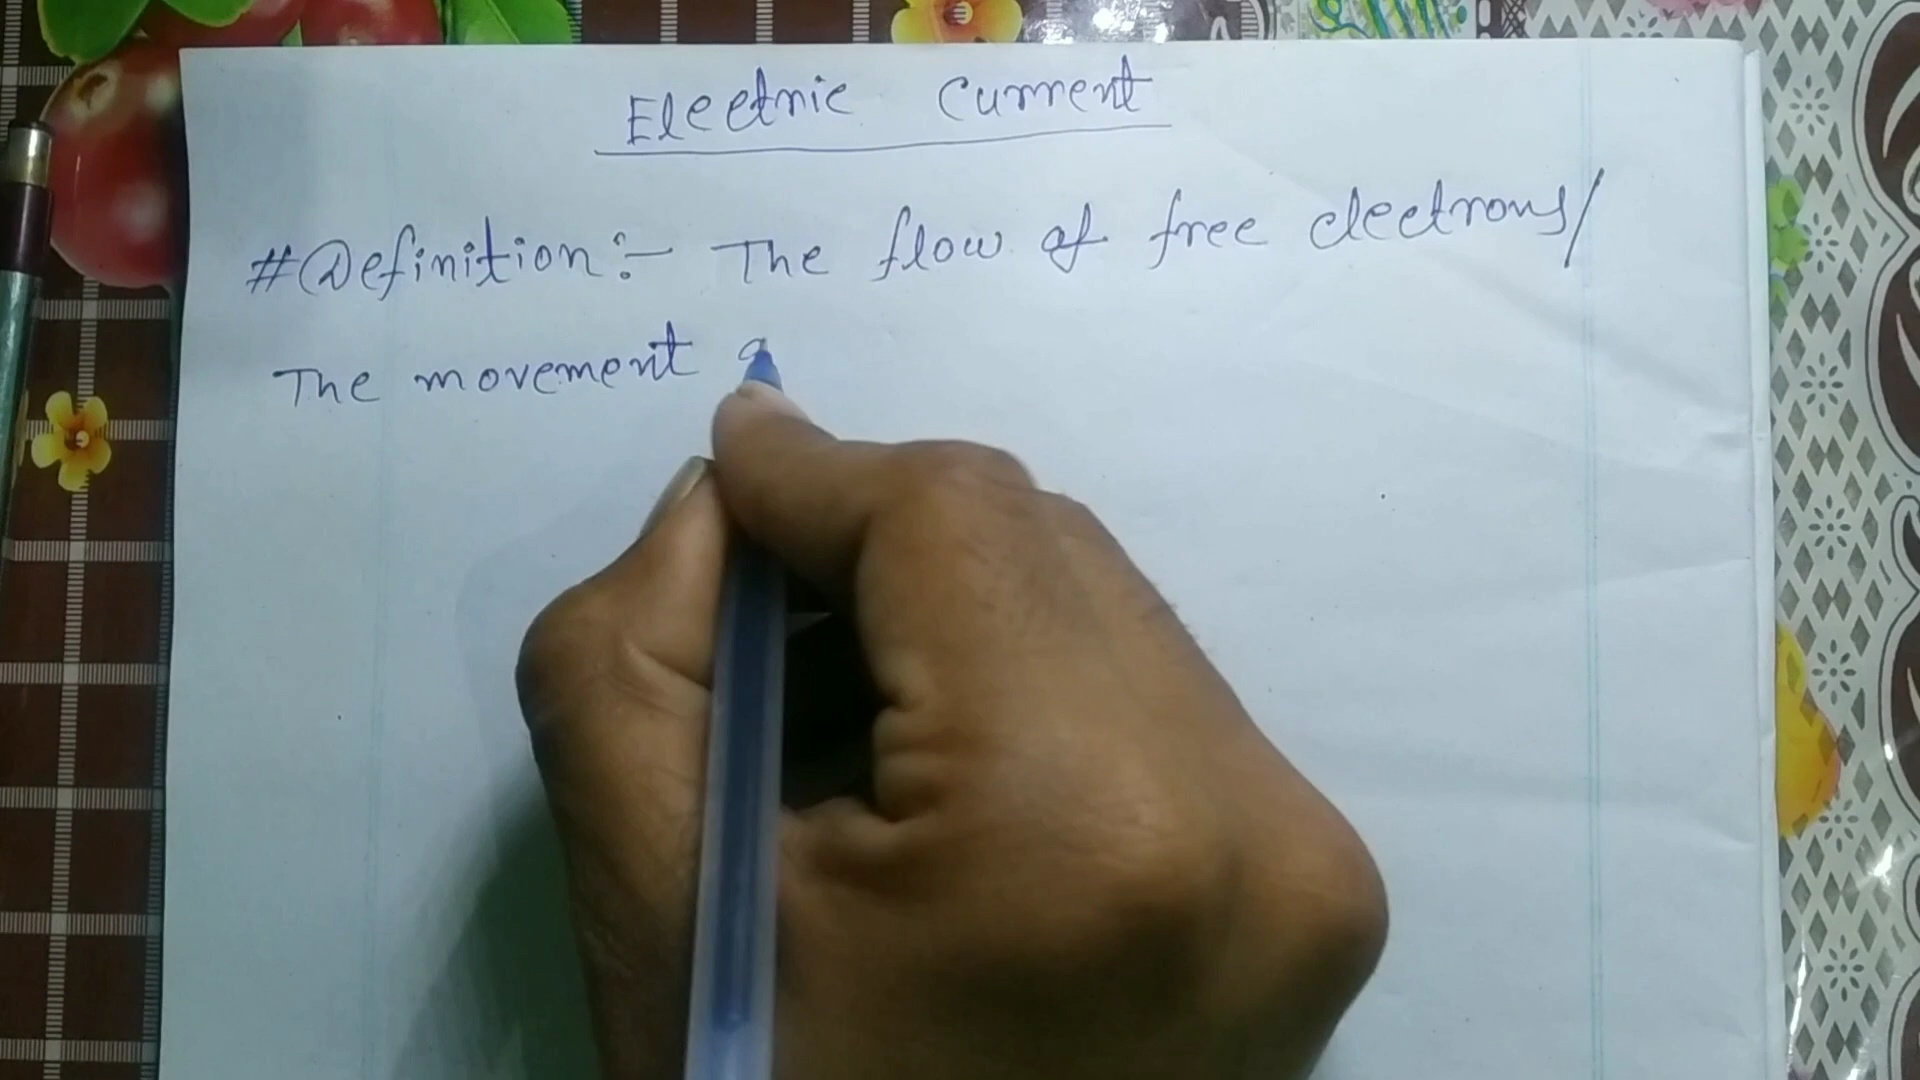 Electric Current
#Definition:- The flow of free electrons/
The movement